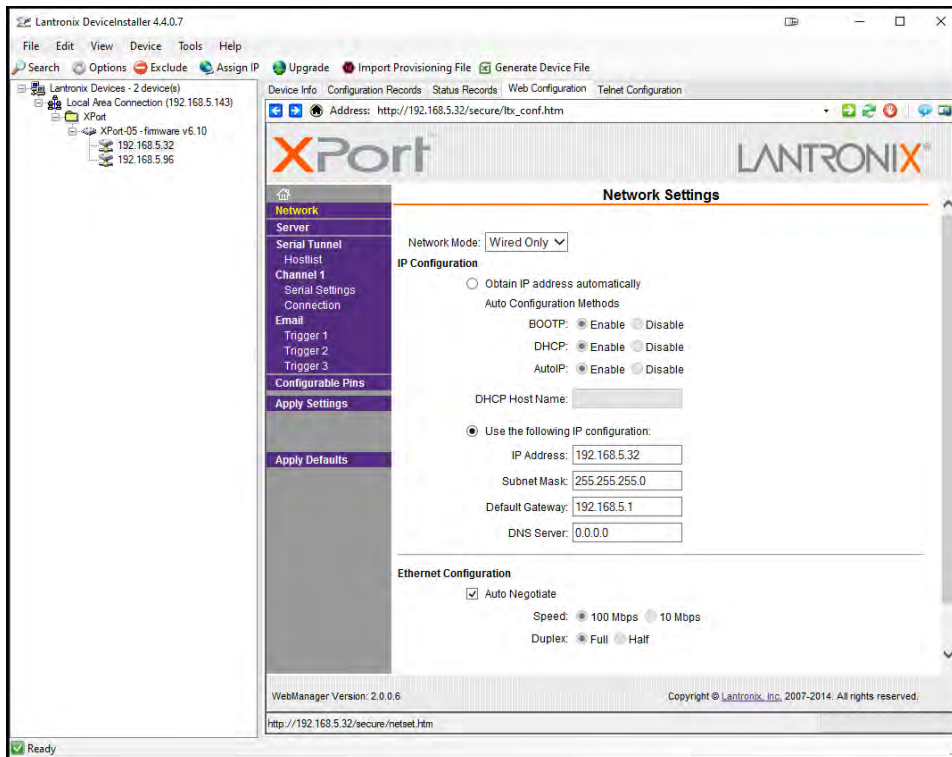 Lantronix DeviceInstaller 4.4.0.7
File Edit View Device Tools Help
Search Options Exclude Assign IP Upgrade Import Provisioning File Generate Device File
Lantronix Devices - 2 device(s)
Local Area Connection (192.168.5.143)
XPort
XPort-05 - firmware v6.10
192.168.5.32
192.168.5.96
Device Info Configuration Records Status Records Web Configuration Telnet Configuration
Address: http://192.168.5.32/secure/ltx_conf.htm
XPort™ LANTRONIX®
Network
Server
Serial Tunnel
Hostlist
Channel 1
Serial Settings
Connection
Email
Trigger 1
Trigger 2
Trigger 3
Configurable Pins
Apply Settings
Apply Defaults
Network Settings
Network Mode: Wired Only
IP Configuration
Obtain IP address automatically
Auto Configuration Methods
BOOTP: Enable Disable
DHCP: Enable Disable
AutoIP: Enable Disable
DHCP Host Name:
Use the following IP configuration:
IP Address: 192.168.5.32
Subnet Mask: 255.255.255.0
Default Gateway: 192.168.5.1
DNS Server: 0.0.0.0
Ethernet Configuration
Auto Negotiate
Speed: 100 Mbps 10 Mbps
Duplex: Full Half
WebManager Version: 2.0.0.6
Copyright © Lantronix, Inc. 2007-2014. All rights reserved.
http://192.168.5.32/secure/netset.htm
Ready